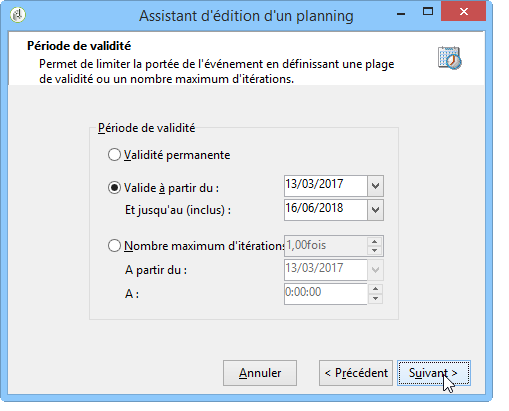 Assistant d'édition d'un planning
Période de validité
Permet de limiter la portée de l'événement en définissant une plage
de validité ou un nombre maximum d'itérations.
Période de validité
Validité permanente
Valide à partir du : 13/03/2017
Et jusqu'au (inclus) : 16/06/2018
Nombre maximum d'itérations 1,00fois
A partir du : 13/03/2017
A : 0:00:00
Annuler < Précédent Suivant >